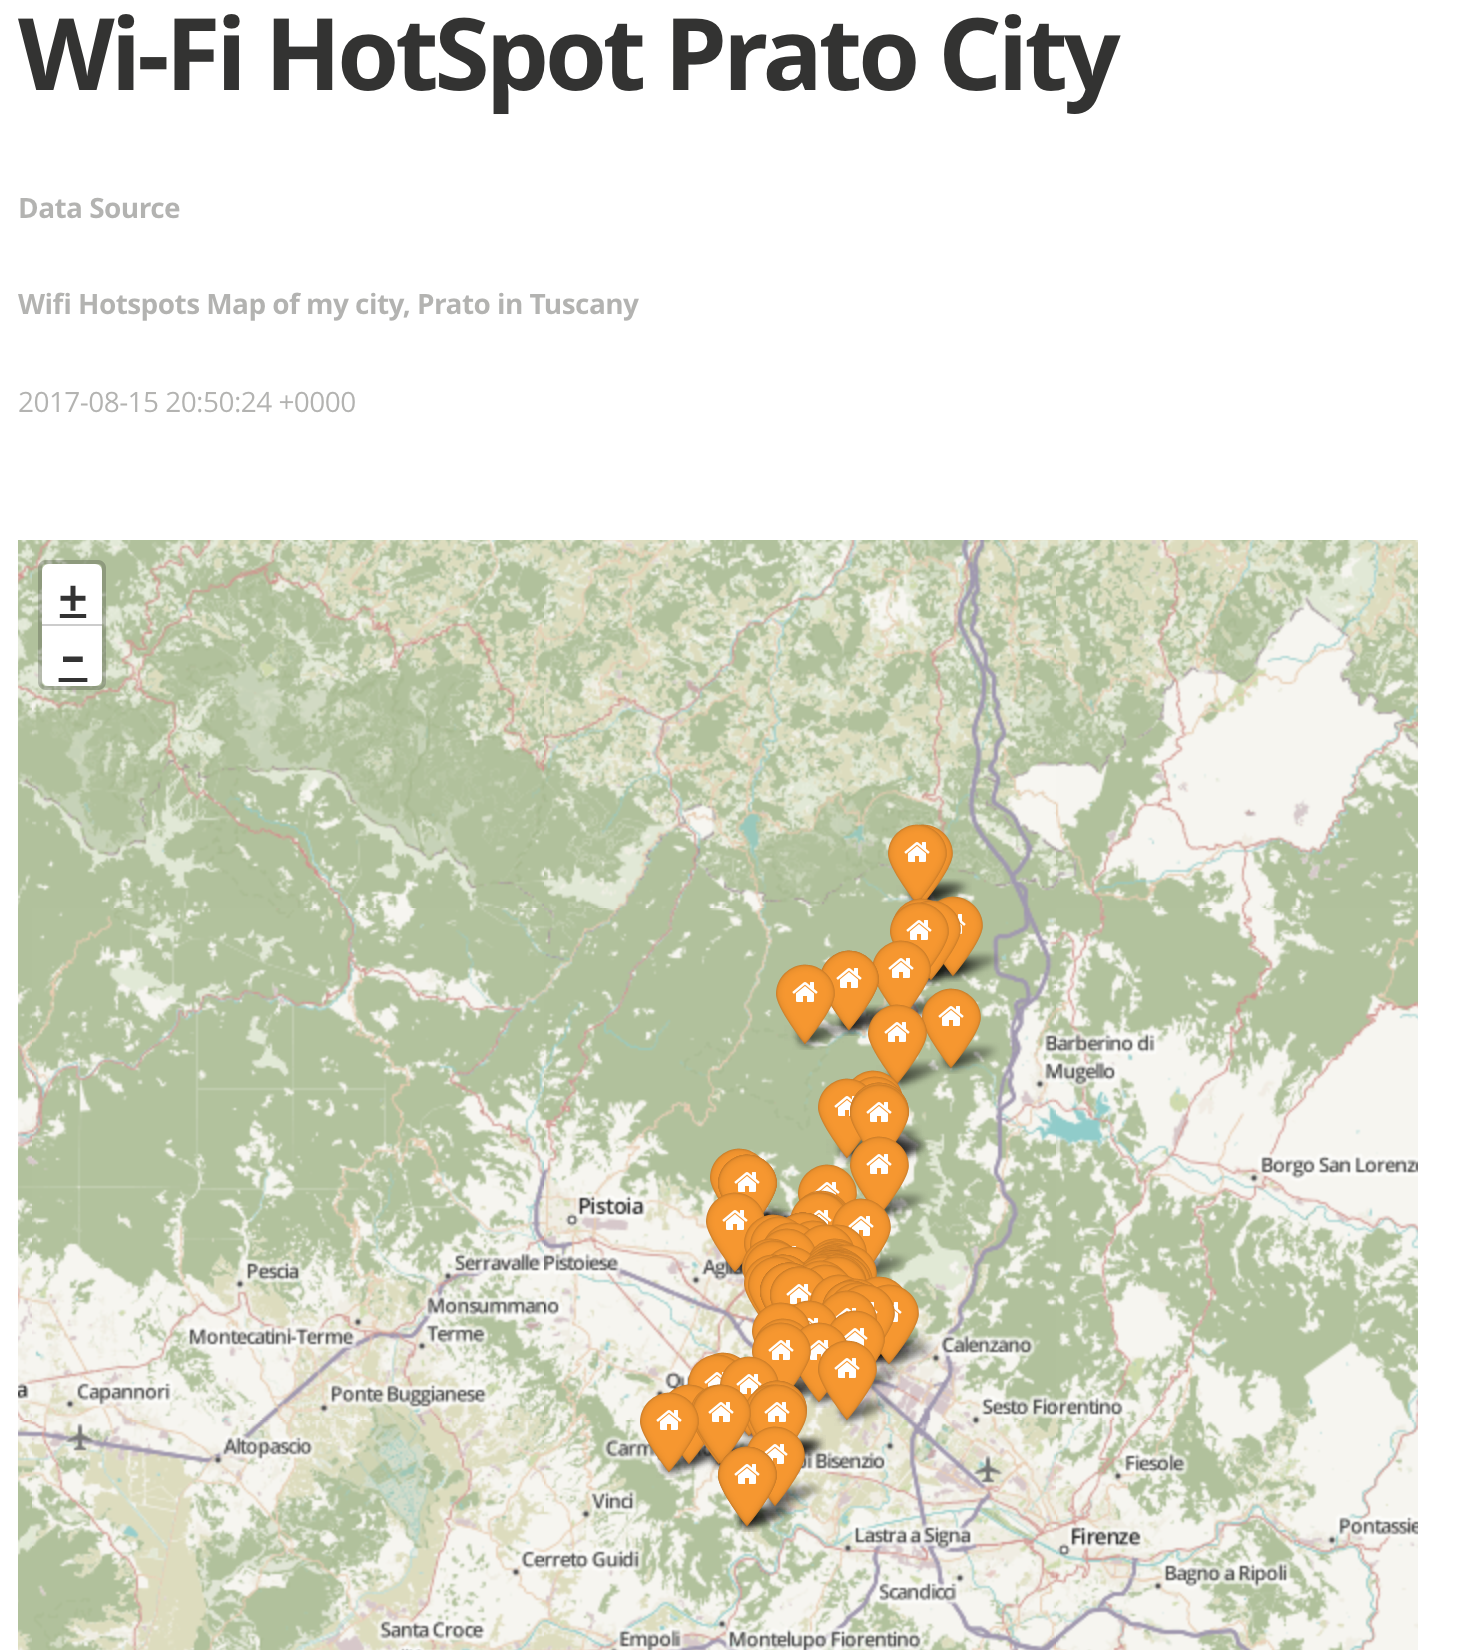 Wi-Fi HotSpot Prato City
Data Source
Wifi Hotspots Map of my city, Prato in Tuscany
2017-08-15 20:50:24 +0000
+
−
Barberino di
Mugello
Borgo San Lorenzo
Pistoia
Serravalle Pistoiese
Pescia
Monsummano
Terme
Montecatini-Terme
Calenzano
Capannori
Ponte Buggianese
Sesto Fiorentino
Altopascio
Bisenzio
Fiesole
Vinci
Pontassie
Lastra a Signa
Firenze
Cerreto Guidi
Bagno a Ripoli
Scandicci
Santa Croce
Empoli
Montelupo Fiorentino